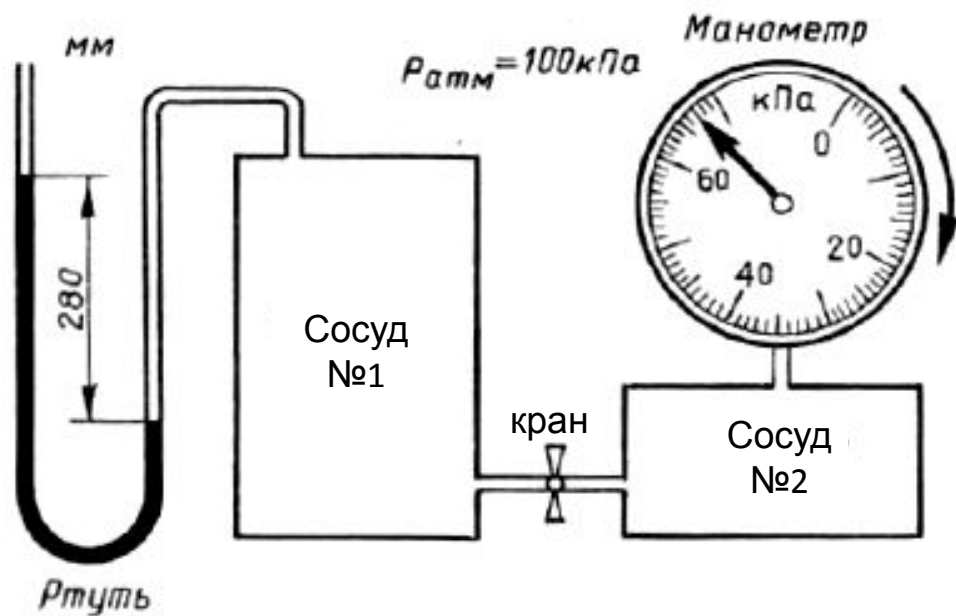 мм
Pатм=100кПа
Манометр
кПа
0
60
20
40
280
Сосуд
№1
кран
Сосуд
№2
Ртуть